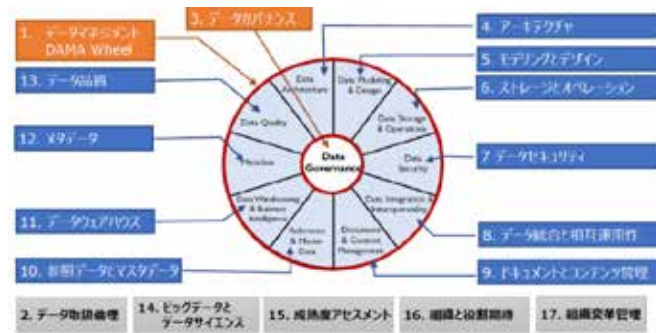 3. データガバナンス
1. データマネジメント
DAMA Wheel
4. アーキテクチャ
5. モデリングとデザイン
6. ストレージとオペレーション
13. データ品質
12. メタデータ
7 データセキュリティ
11. データウェアハウス
8. データ統合と相互運用性
10. 参照データとマスタデータ
9. ドキュメントとコンテンツ管理
Data
Architecture
Data Modeling
& Design
Data Quality
Data Storage
& Operations
Metadata
Data
Governance
Data
Security
Data Warehousing
& Business
Intelligence
Data Integration &
Interoperability
Reference
& Master
Data
Document
& Content
Management
2. データ取扱倫理
14. ビッグデータと
データサイエンス
15. 成熟度アセスメント
16. 組織と役割期待
17. 組織変革管理